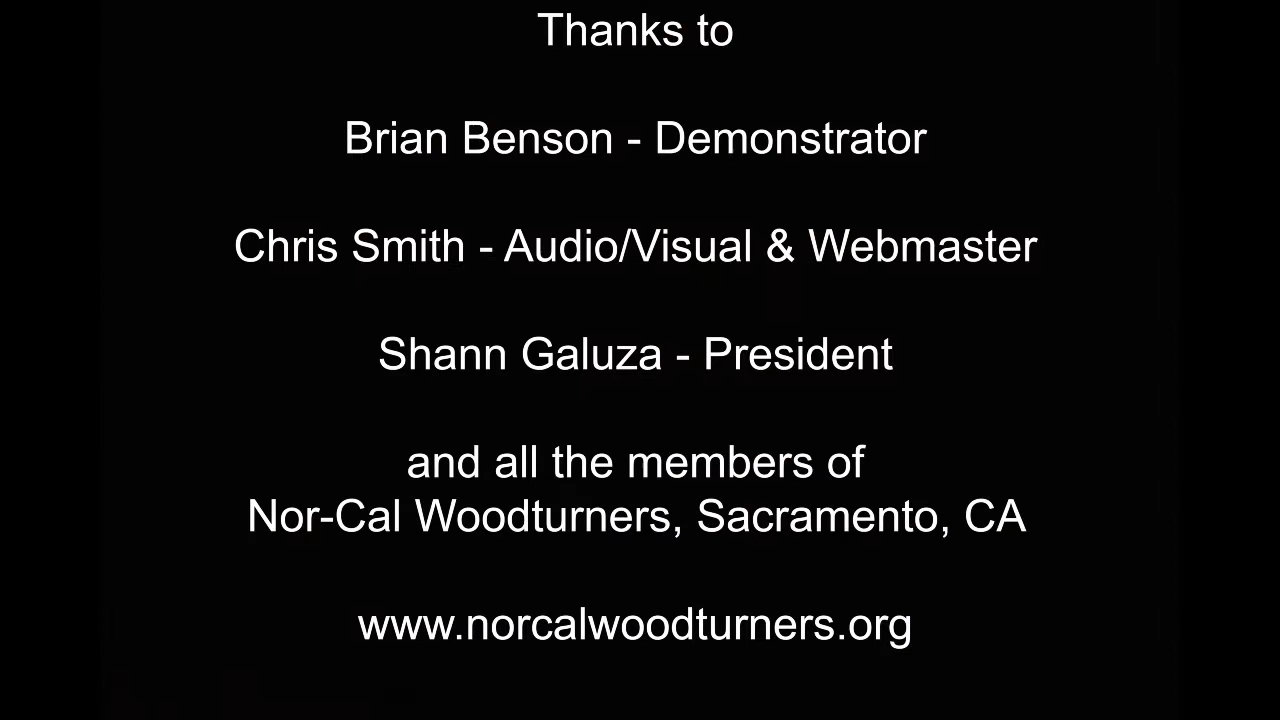 Thanks to
Brian Benson - Demonstrator
Chris Smith - Audio/Visual & Webmaster
Shann Galuza - President
and all the members of
Nor-Cal Woodturners, Sacramento, CA
www.norcalwoodturners.org